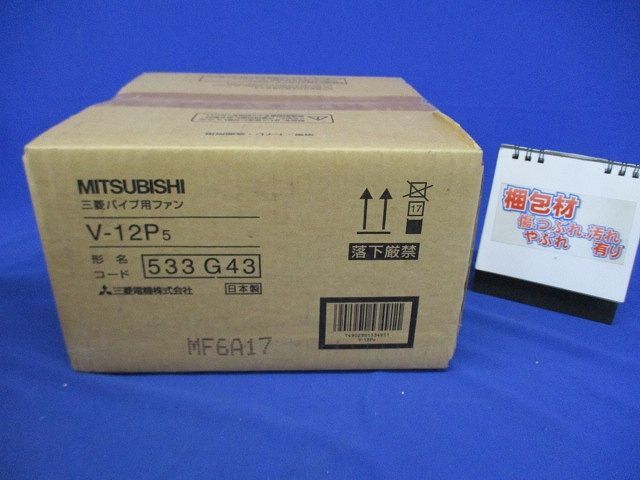 MITSUBISHI
三菱パイプ用ファン
V-12P5
形名
コード
533 G43
三菱電機株式会社
日本製
17
落下厳禁
V-12P5
MF6A17
梱包材
傷つぶれ汚れ
やぶれ 有り